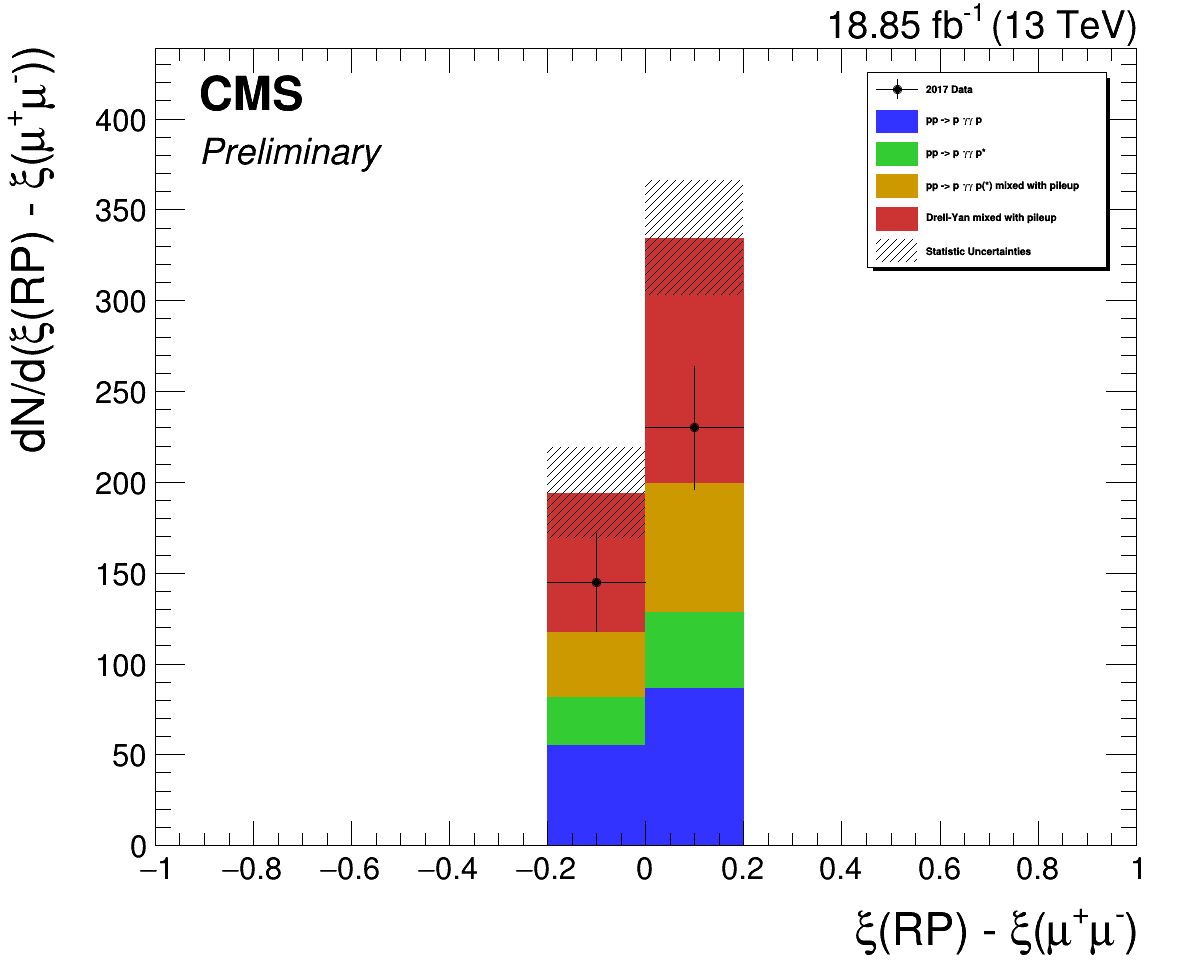 18.85 fb⁻¹ (13 TeV)
CMS
Preliminary
2017 Data
pp -> p γγ p
pp -> p γγ p*
pp -> p γγ p(*) mixed with pileup
Drell-Yan mixed with pileup
Statistic Uncertainties
dN/d(ξ(RP) - ξ(μ⁺μ⁻))
400
350
300
250
200
150
100
50
0
−1 −0.8 −0.6 −0.4 −0.2 0 0.2 0.4 0.6 0.8 1
ξ(RP) - ξ(μ⁺μ⁻)